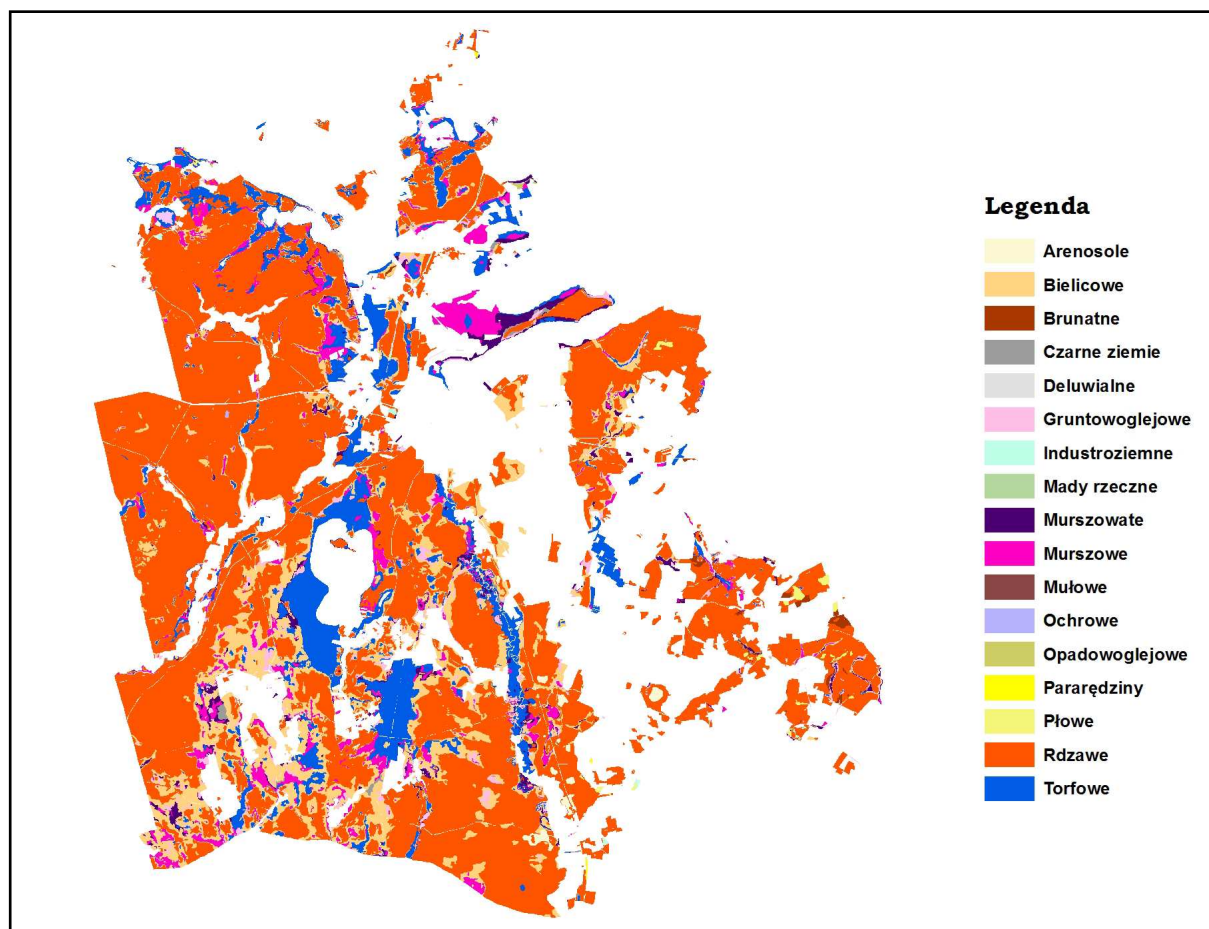 Legenda
Arenosole
Bielicowe
Brunatne
Czarne ziemie
Deluwialne
Gruntowoglejowe
Industroziemne
Mady rzeczne
Murszowate
Murszowe
Mułowe
Ochrowe
Opadowoglejowe
Pararędziny
Płowe
Rdzawe
Torfowe